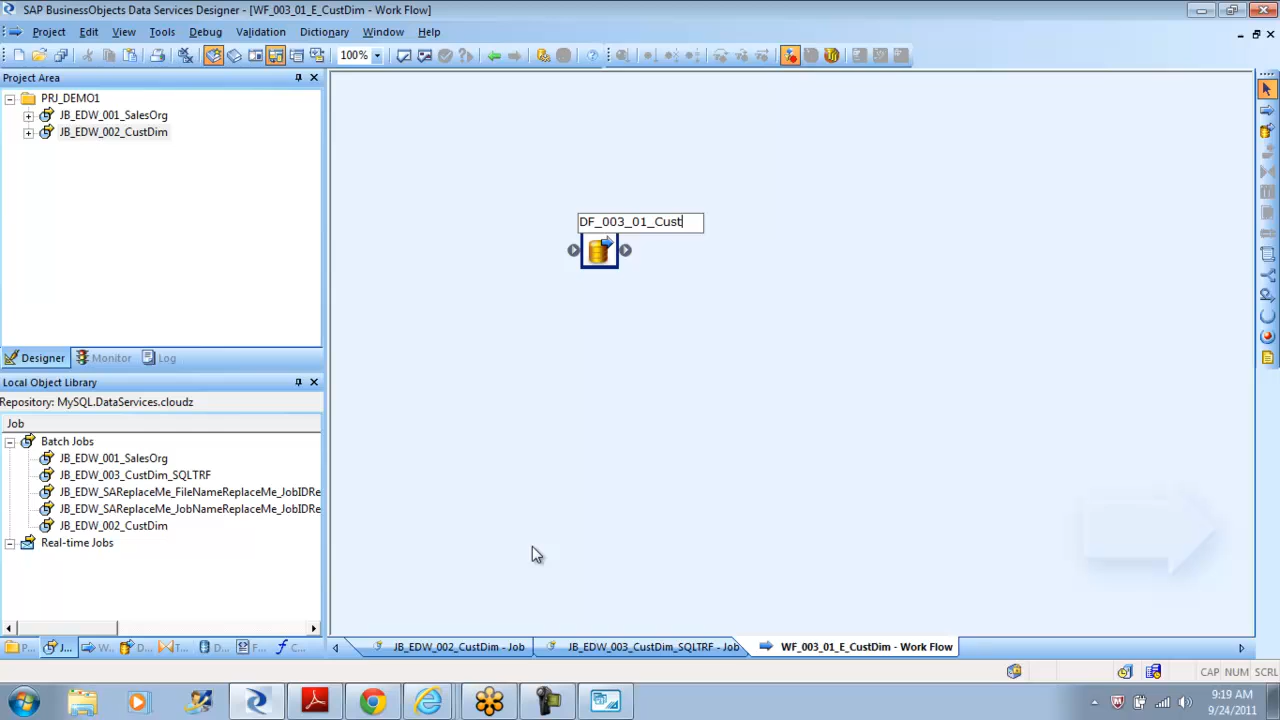 SAP BusinessObjects Data Services Designer - [WF_003_01_E_CustDim - Work Flow]
Project Edit View Tools Debug Validation Dictionary Window Help
100%
Project Area
PRJ_DEMO1
JB_EDW_001_SalesOrg
JB_EDW_002_CustDim
DF_003_01_Cust
Designer Monitor Log
Local Object Library
Repository: MySQL.DataServices.cloudz
Job
Batch Jobs
JB_EDW_001_SalesOrg
JB_EDW_003_CustDim_SQLTRF
JB_EDW_SAReplaceMe_FileNameReplaceMe_JobIDRe
JB_EDW_SAReplaceMe_JobNameReplaceMe_JobIDRe
JB_EDW_002_CustDim
Real-time Jobs
P... J... W... D... T... D... F... C...
JB_EDW_002_CustDim - Job JB_EDW_003_CustDim_SQLTRF - Job WF_003_01_E_CustDim - Work Flow
CAP NUM SCRL
9:19 AM
9/24/2011